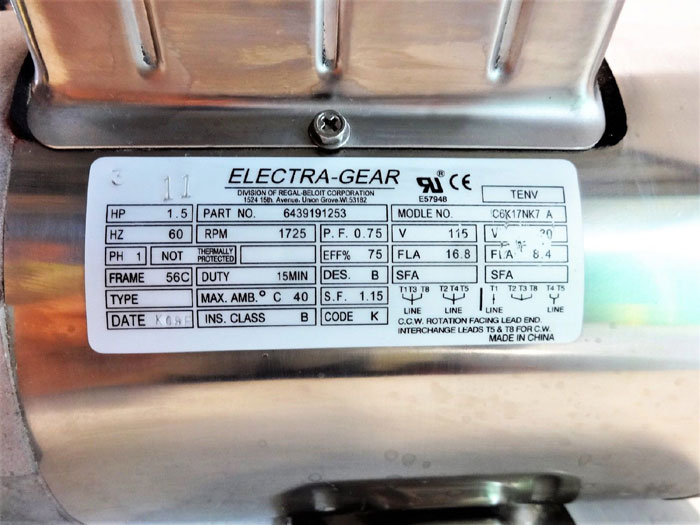 3 11
ELECTRA-GEAR
DIVISION OF REGAL-BELOIT CORPORATION
1524 15th. Avenue, Union Grove.WI.53182
E57948
TENV
HP 1.5 PART NO. 6439191253 MODLE NO. C6K17NK7 A
HZ 60 RPM 1725 P. F. 0.75 V 115 V
PH 1 NOT THERMALLY PROTECTED EFF% 75 FLA 16.8 FLA 8.4
FRAME 56C DUTY 15MIN DES. B SFA SFA
TYPE MAX. AMB.° C 40 S.F. 1.15
DATE INS. CLASS B CODE K
T1T3 T8 T2 T4 T5 T1 T2 T3 T8 T4 T5
LINE LINE LINE LINE
C.C.W. ROTATION FACING LEAD END.
INTERCHANGE LEADS T5 & T8 FOR C.W.
MADE IN CHINA